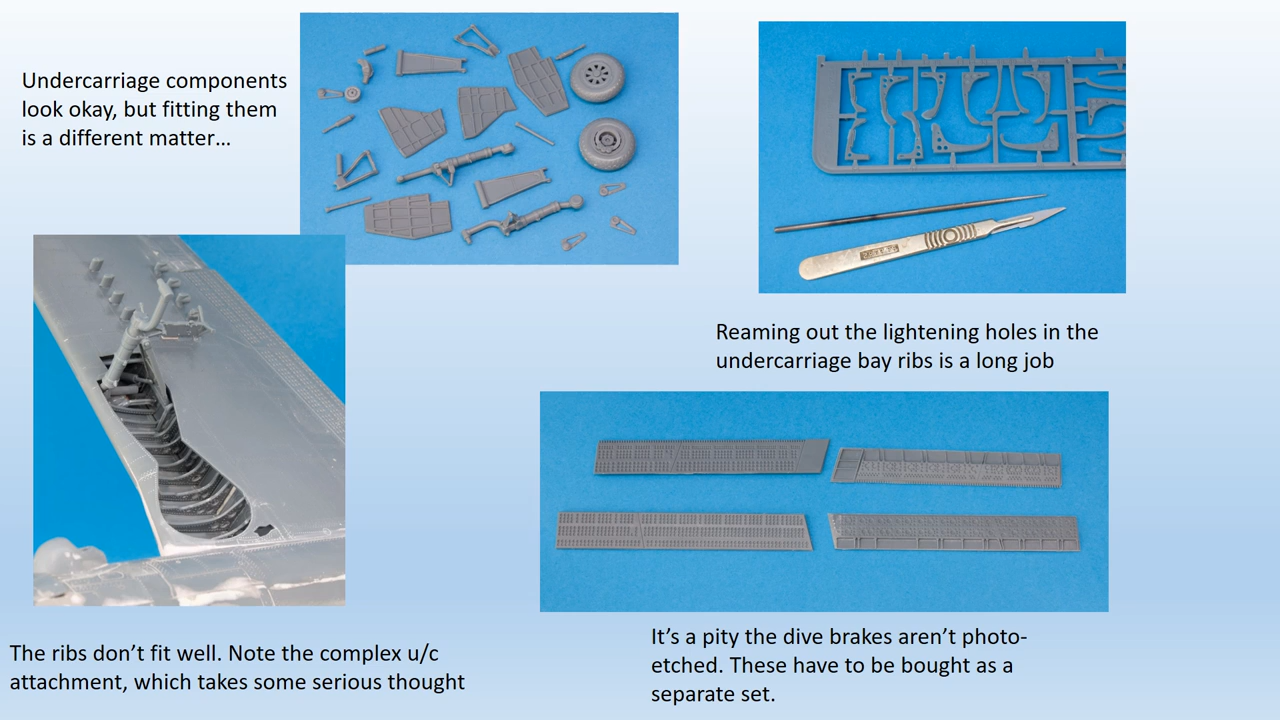 Undercarriage components
look okay, but fitting them
is a different matter…
Reaming out the lightening holes in the
undercarriage bay ribs is a long job
The ribs don’t fit well. Note the complex u/c
attachment, which takes some serious thought
It’s a pity the dive brakes aren’t photo-
etched. These have to be bought as a
separate set.